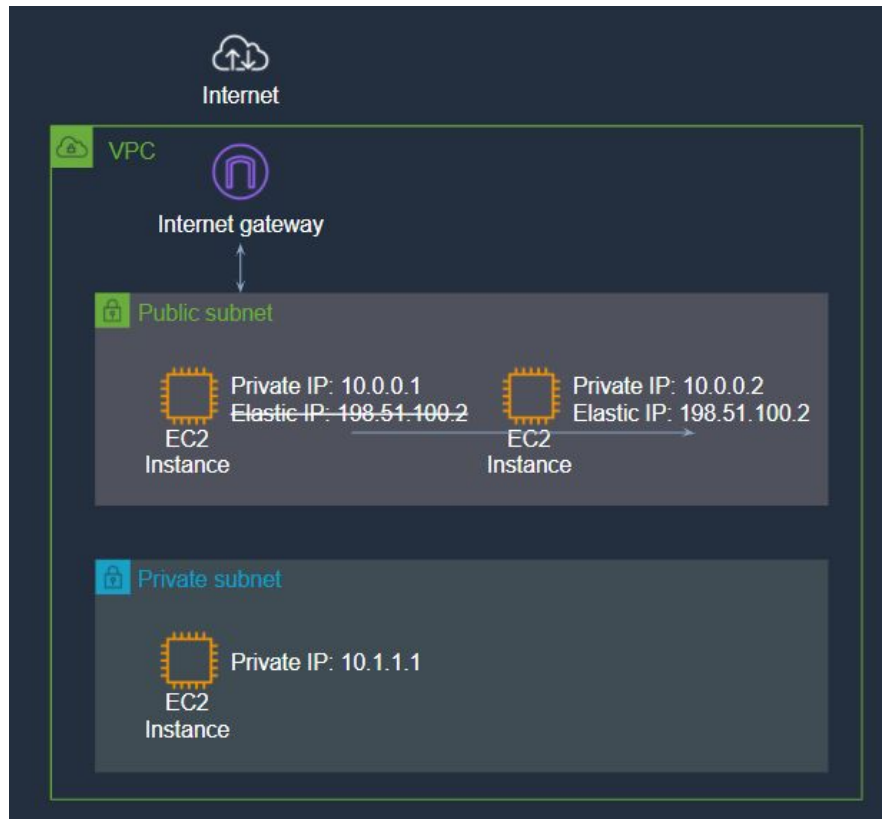 Internet
VPC
Internet gateway
Public subnet
Private IP: 10.0.0.1
Elastic IP: 198.51.100.2
EC2
Instance
Private IP: 10.0.0.2
Elastic IP: 198.51.100.2
EC2
Instance
Private subnet
Private IP: 10.1.1.1
EC2
Instance